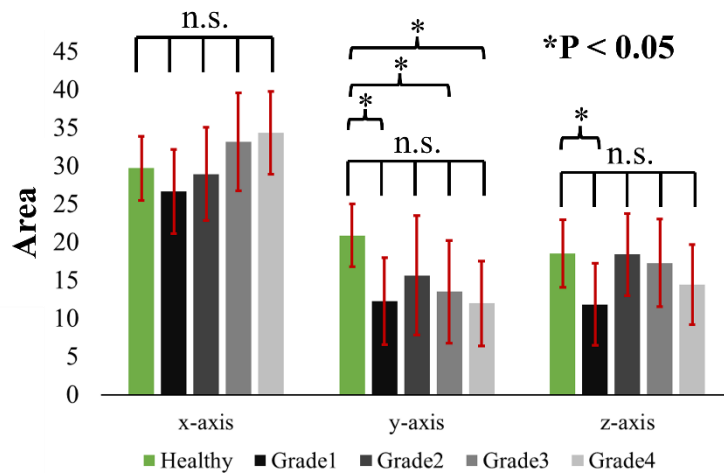 n.s.
*P < 0.05
*
*
*
*
n.s.
n.s.
45
40
35
30
25
20
15
10
5
0
Area
x-axis y-axis z-axis
Healthy Grade1 Grade2 Grade3 Grade4